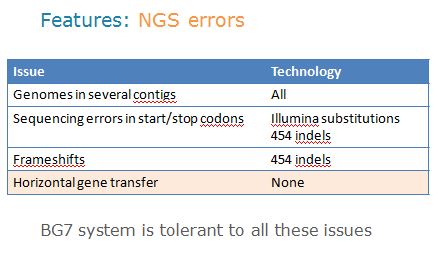 Features: NGS errors
Issue Technology
Genomes in several contigs All
Sequencing errors in start/stop codons Illumina substitutions
454 indels
Frameshifts 454 indels
Horizontal gene transfer None
BG7 system is tolerant to all these issues